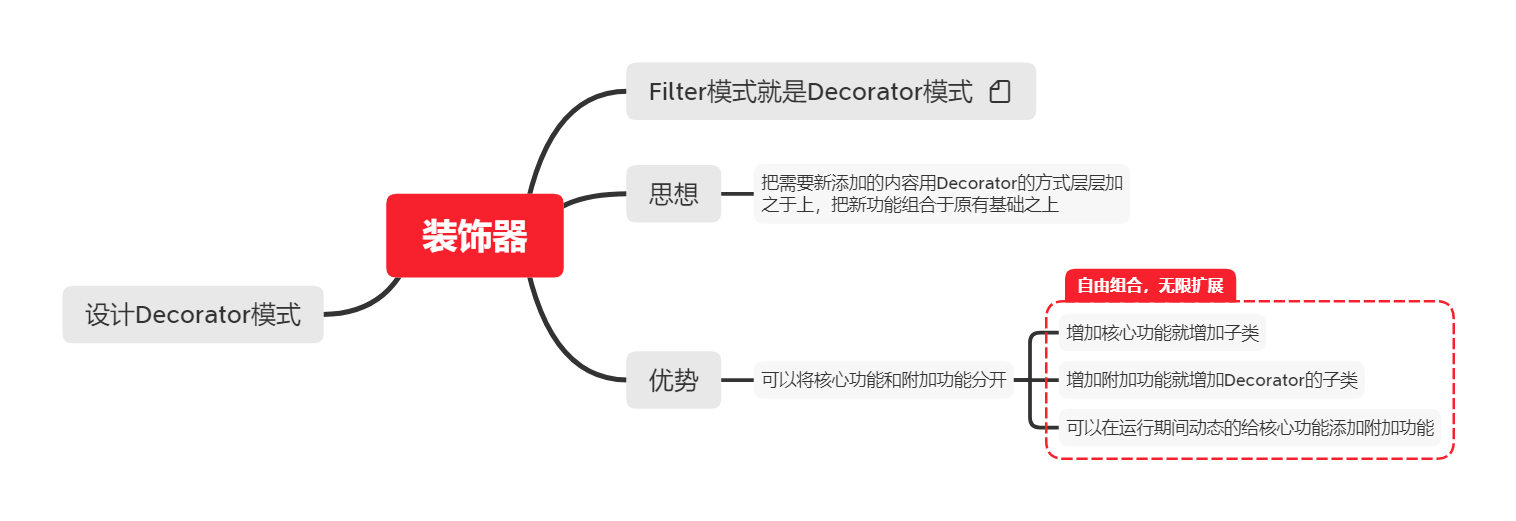 Filter模式就是Decorator模式
思想
把需要新添加的内容用Decorator的方式层层加
之于上，把新功能组合于原有基础之上
装饰器
设计Decorator模式
自由组合，无限扩展
增加核心功能就增加子类
优势
可以将核心功能和附加功能分开
增加附加功能就增加Decorator的子类
可以在运行期间动态的给核心功能添加附加功能